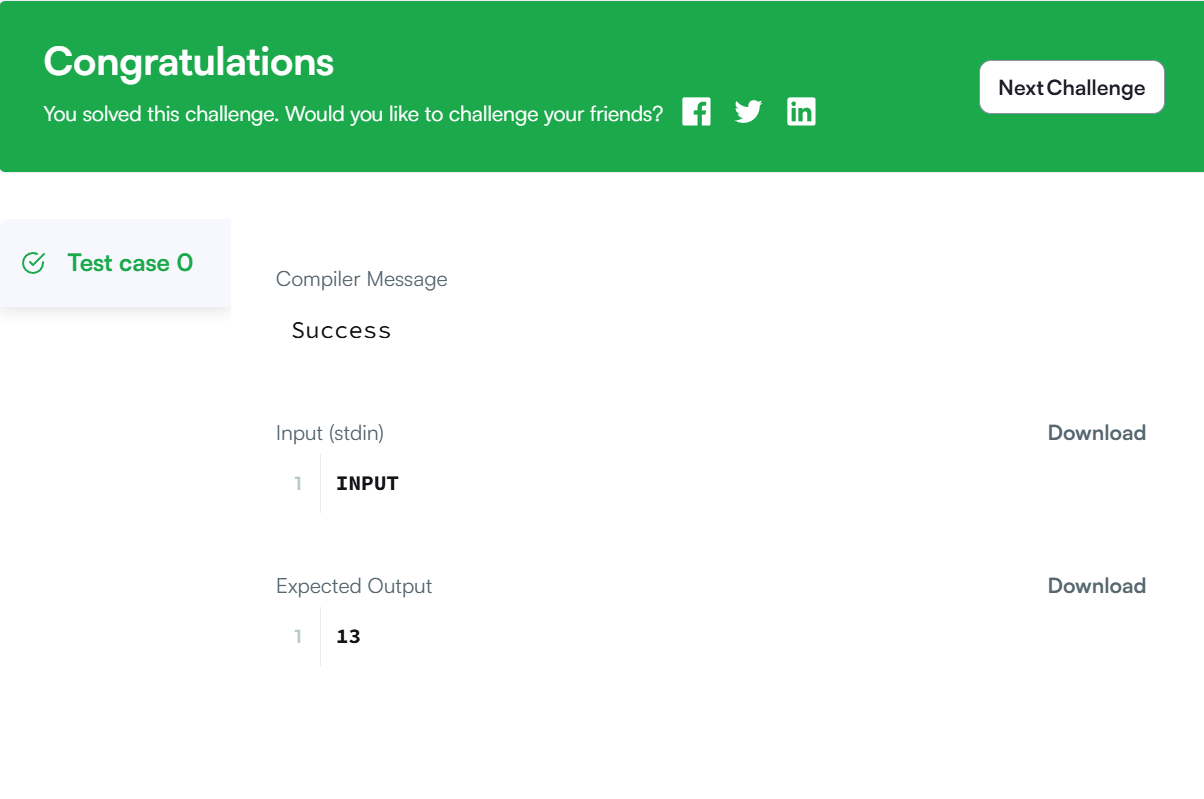 Congratulations
You solved this challenge. Would you like to challenge your friends?
Next Challenge
Test case 0
Compiler Message
Success
Input (stdin)
Download
1 INPUT
Expected Output
Download
1 13